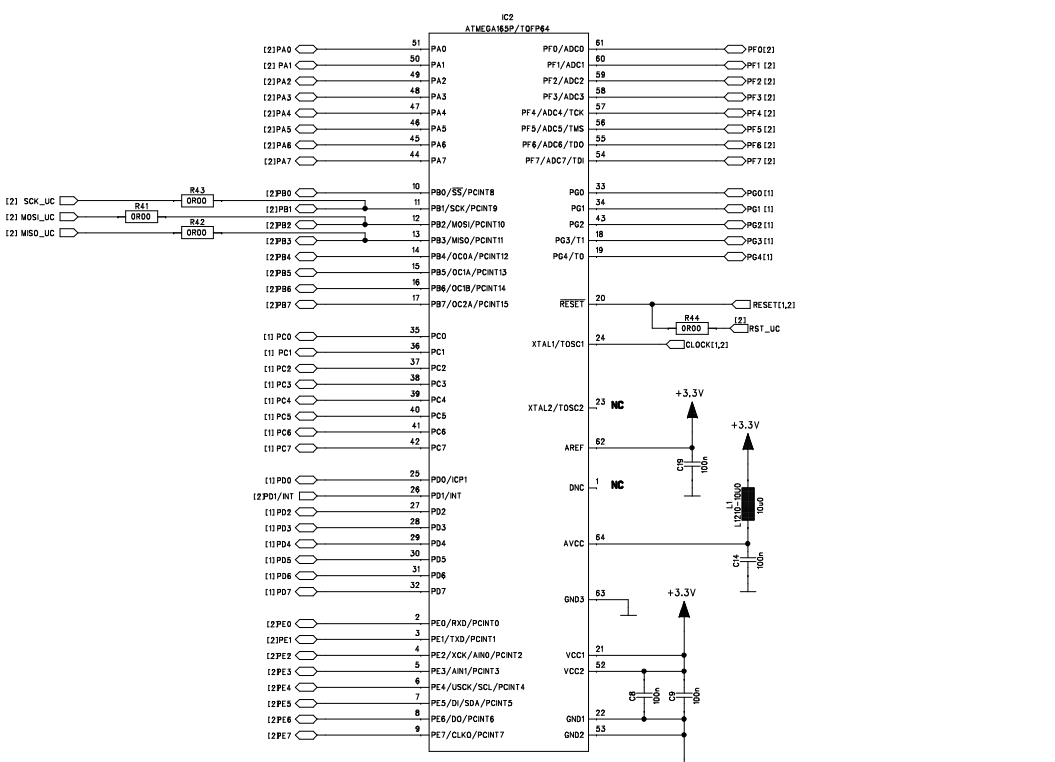 IC2
ATMEGA165P/TQFP64
[2]PA0 51 PA0 PF0/ADC0 61 PF0[2]
[2] PA1 50 PA1 PF1/ADC1 60 PF1 [2]
[2]PA2 49 PA2 PF2/ADC2 59 PF2 [2]
[2]PA3 48 PA3 PF3/ADC3 58 PF3 [2]
[2]PA4 47 PA4 PF4/ADC4/TCK 57 PF4 [2]
[2]PA5 46 PA5 PF5/ADC5/TMS 56 PF5 [2]
[2]PA6 45 PA6 PF6/ADC6/TDO 55 PF6 [2]
[2]PA7 44 PA7 PF7/ADC7/TDI 54 PF7 [2]
R43
[2]PB0 10 PB0/SS/PCINT8 PG0 33 PG0[1]
[2] SCK_UC 0R00
R41
[2]PB1 11 PB1/SCK/PCINT9 PG1 34 PG1 [1]
[2] MOSI_UC 0R00
R42
[2]PB2 12 PB2/MOSI/PCINT10 PG2 43 PG2[1]
[2] MISO_UC 0R00
[2]PB3 13 PB3/MISO/PCINT11 PG3/T1 18 PG3[1]
[2]PB4 14 PB4/OC0A/PCINT12 PG4/T0 19 PG4[1]
[2]PB5 15 PB5/OC1A/PCINT13
[2]PB6 16 PB6/OC1B/PCINT14
[2]PB7 17 PB7/OC2A/PCINT15 RESET 20 RESET[1,2]
R44 [2]
0R00 RST_UC
[1] PC0 35 PC0 XTAL1/TOSC1 24 CLOCK[1,2]
[1] PC1 36 PC1
[1] PC2 37 PC2
[1] PC3 38 PC3
[1] PC4 39 PC4 XTAL2/TOSC2 23 NC +3.3V
[1] PC5 40 PC5
[1] PC6 41 PC6 +3.3V
[1] PC7 42 PC7 AREF 62
C19 100n
[1]PD0 25 PD0/ICP1 DNC 1 NC
[2]PD1/INT 26 PD1/INT
[1]PD2 27 PD2 L1 L1210-10U0 10u0
[1]PD3 28 PD3
[1]PD4 29 PD4 AVCC 64
[1]PD5 30 PD5 C14 100n
[1]PD6 31 PD6
[1]PD7 32 PD7 GND3 63 +3.3V
[2]PE0 2 PE0/RXD/PCINT0
[2]PE1 3 PE1/TXD/PCINT1
[2]PE2 4 PE2/XCK/AIN0/PCINT2 VCC1 21
[2]PE3 5 PE3/AIN1/PCINT3 VCC2 52
[2]PE4 6 PE4/USCK/SCL/PCINT4 C8 100n C9 100n
[2]PE5 7 PE5/DI/SDA/PCINT5
[2]PE6 8 PE6/DO/PCINT6 GND1 22
[2]PE7 9 PE7/CLKO/PCINT7 GND2 53